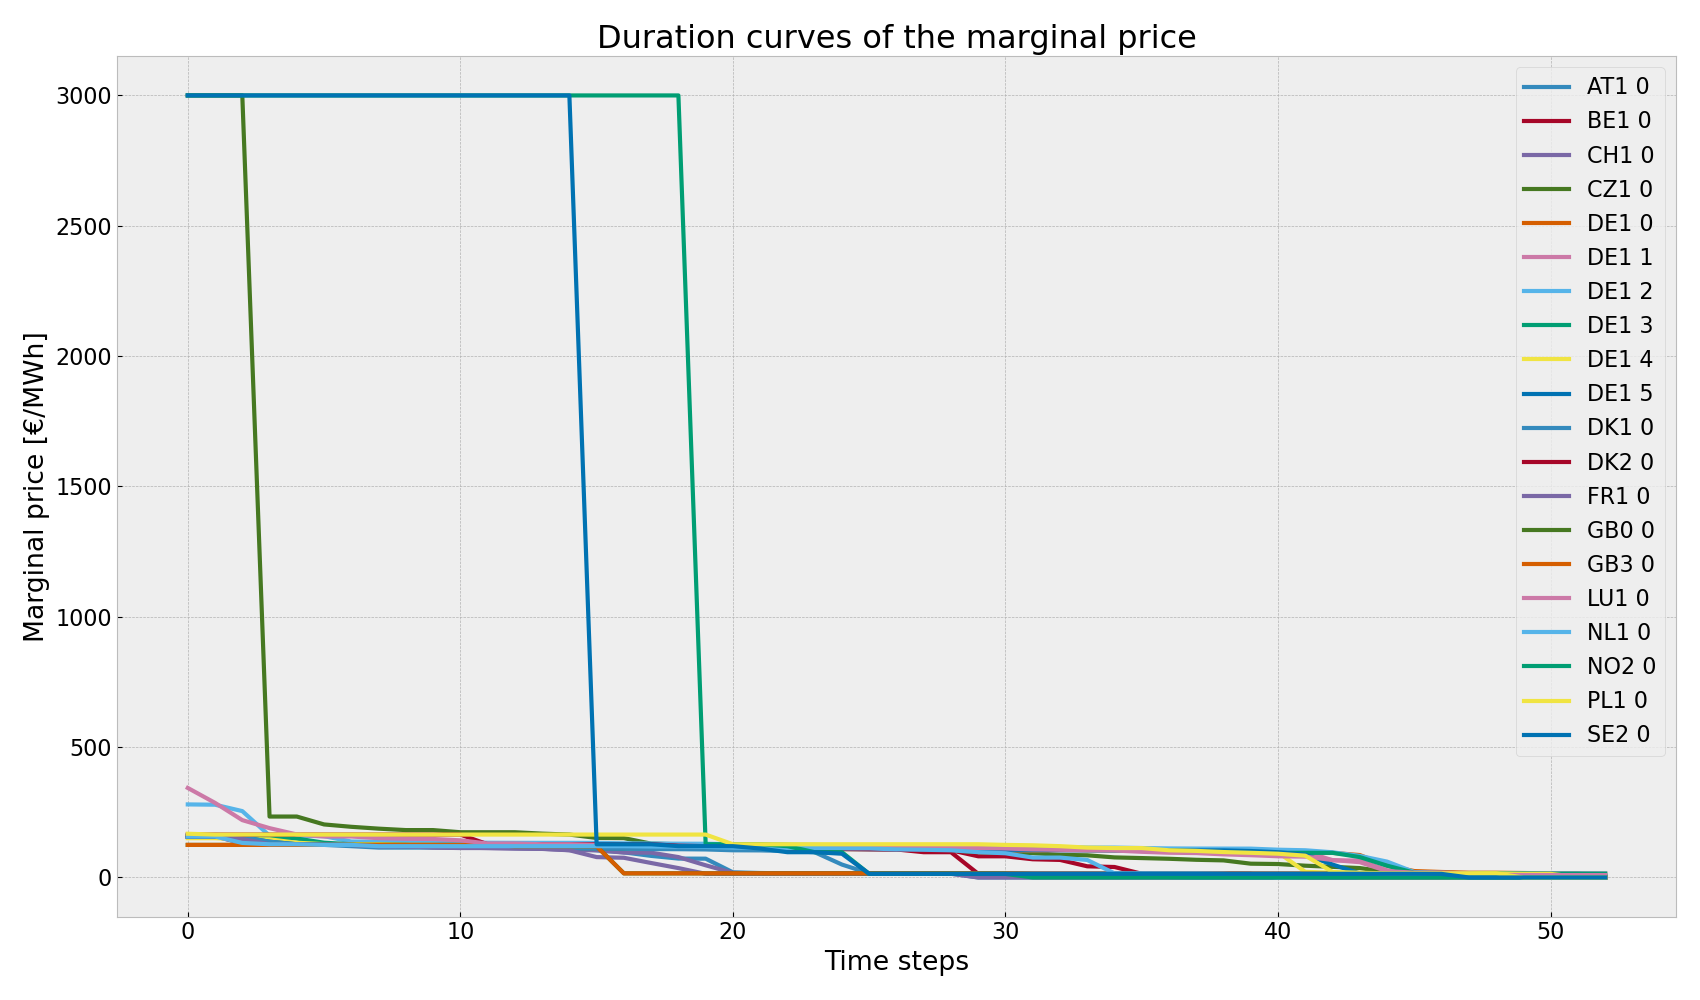 Duration curves of the marginal price
Marginal price [€/MWh]
3000
2500
2000
1500
1000
500
0
0
10
20
30
40
50
Time steps
AT1 0
BE1 0
CH1 0
CZ1 0
DE1 0
DE1 1
DE1 2
DE1 3
DE1 4
DE1 5
DK1 0
DK2 0
FR1 0
GB0 0
GB3 0
LU1 0
NL1 0
NO2 0
PL1 0
SE2 0